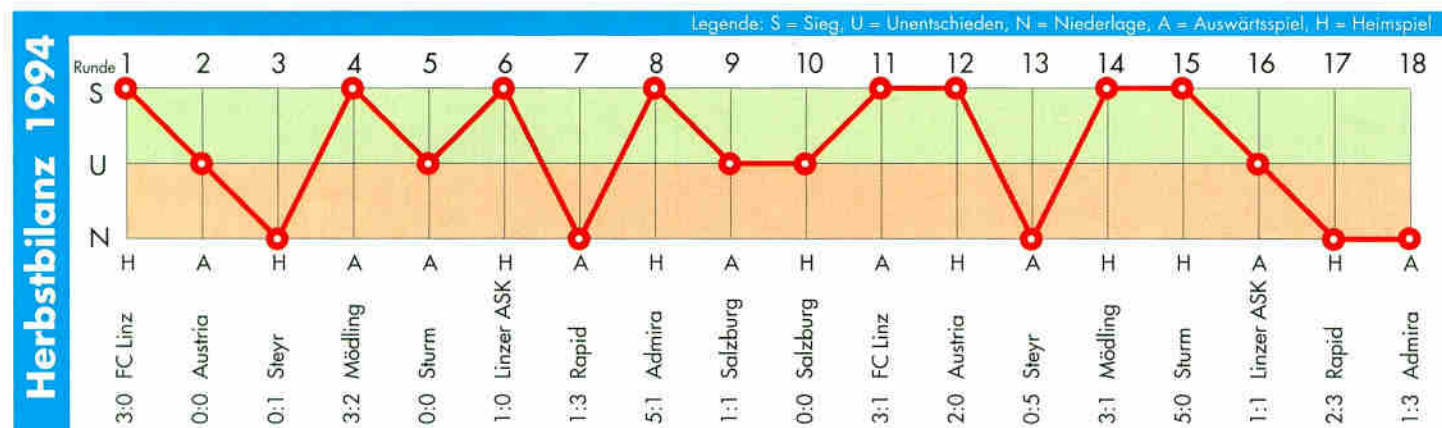 Legende: S = Sieg, U = Unentschieden, N = Niederlage, A = Auswärtsspiel, H = Heimspiel
Herbstbilanz 1994
Runde 1 2 3 4 5 6 7 8 9 10 11 12 13 14 15 16 17 18
S
U
N
H A H A A H A H A H A H A H H A H A
3:0 FC Linz
0:0 Austria
0:1 Steyr
3:2 Mödling
0:0 Sturm
1:0 Linzer ASK
1:3 Rapid
5:1 Admira
1:1 Salzburg
0:0 Salzburg
3:1 FC Linz
2:0 Austria
0:5 Steyr
3:1 Mödling
5:0 Sturm
1:1 Linzer ASK
2:3 Rapid
1:3 Admira